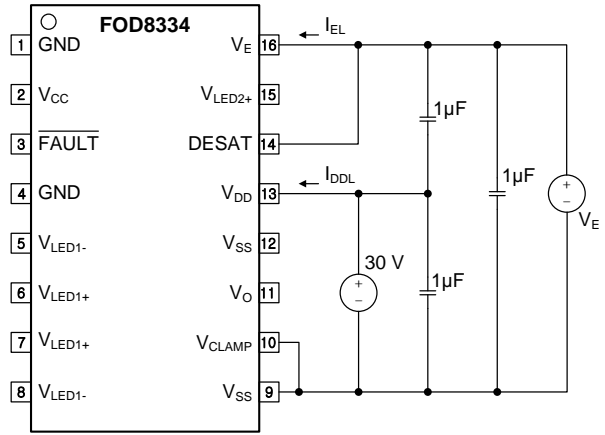 FOD8334
1 GND
2 VCC
3 FAULT
4 GND
5 VLED1-
6 VLED1+
7 VLED1+
8 VLED1-
VE 16
VLED2+ 15
DESAT 14
VDD 13
VSS 12
VO 11
VCLAMP 10
VSS 9
IEL
IDDL
1µF
1µF
1µF
30 V
+
−
+
−
VE